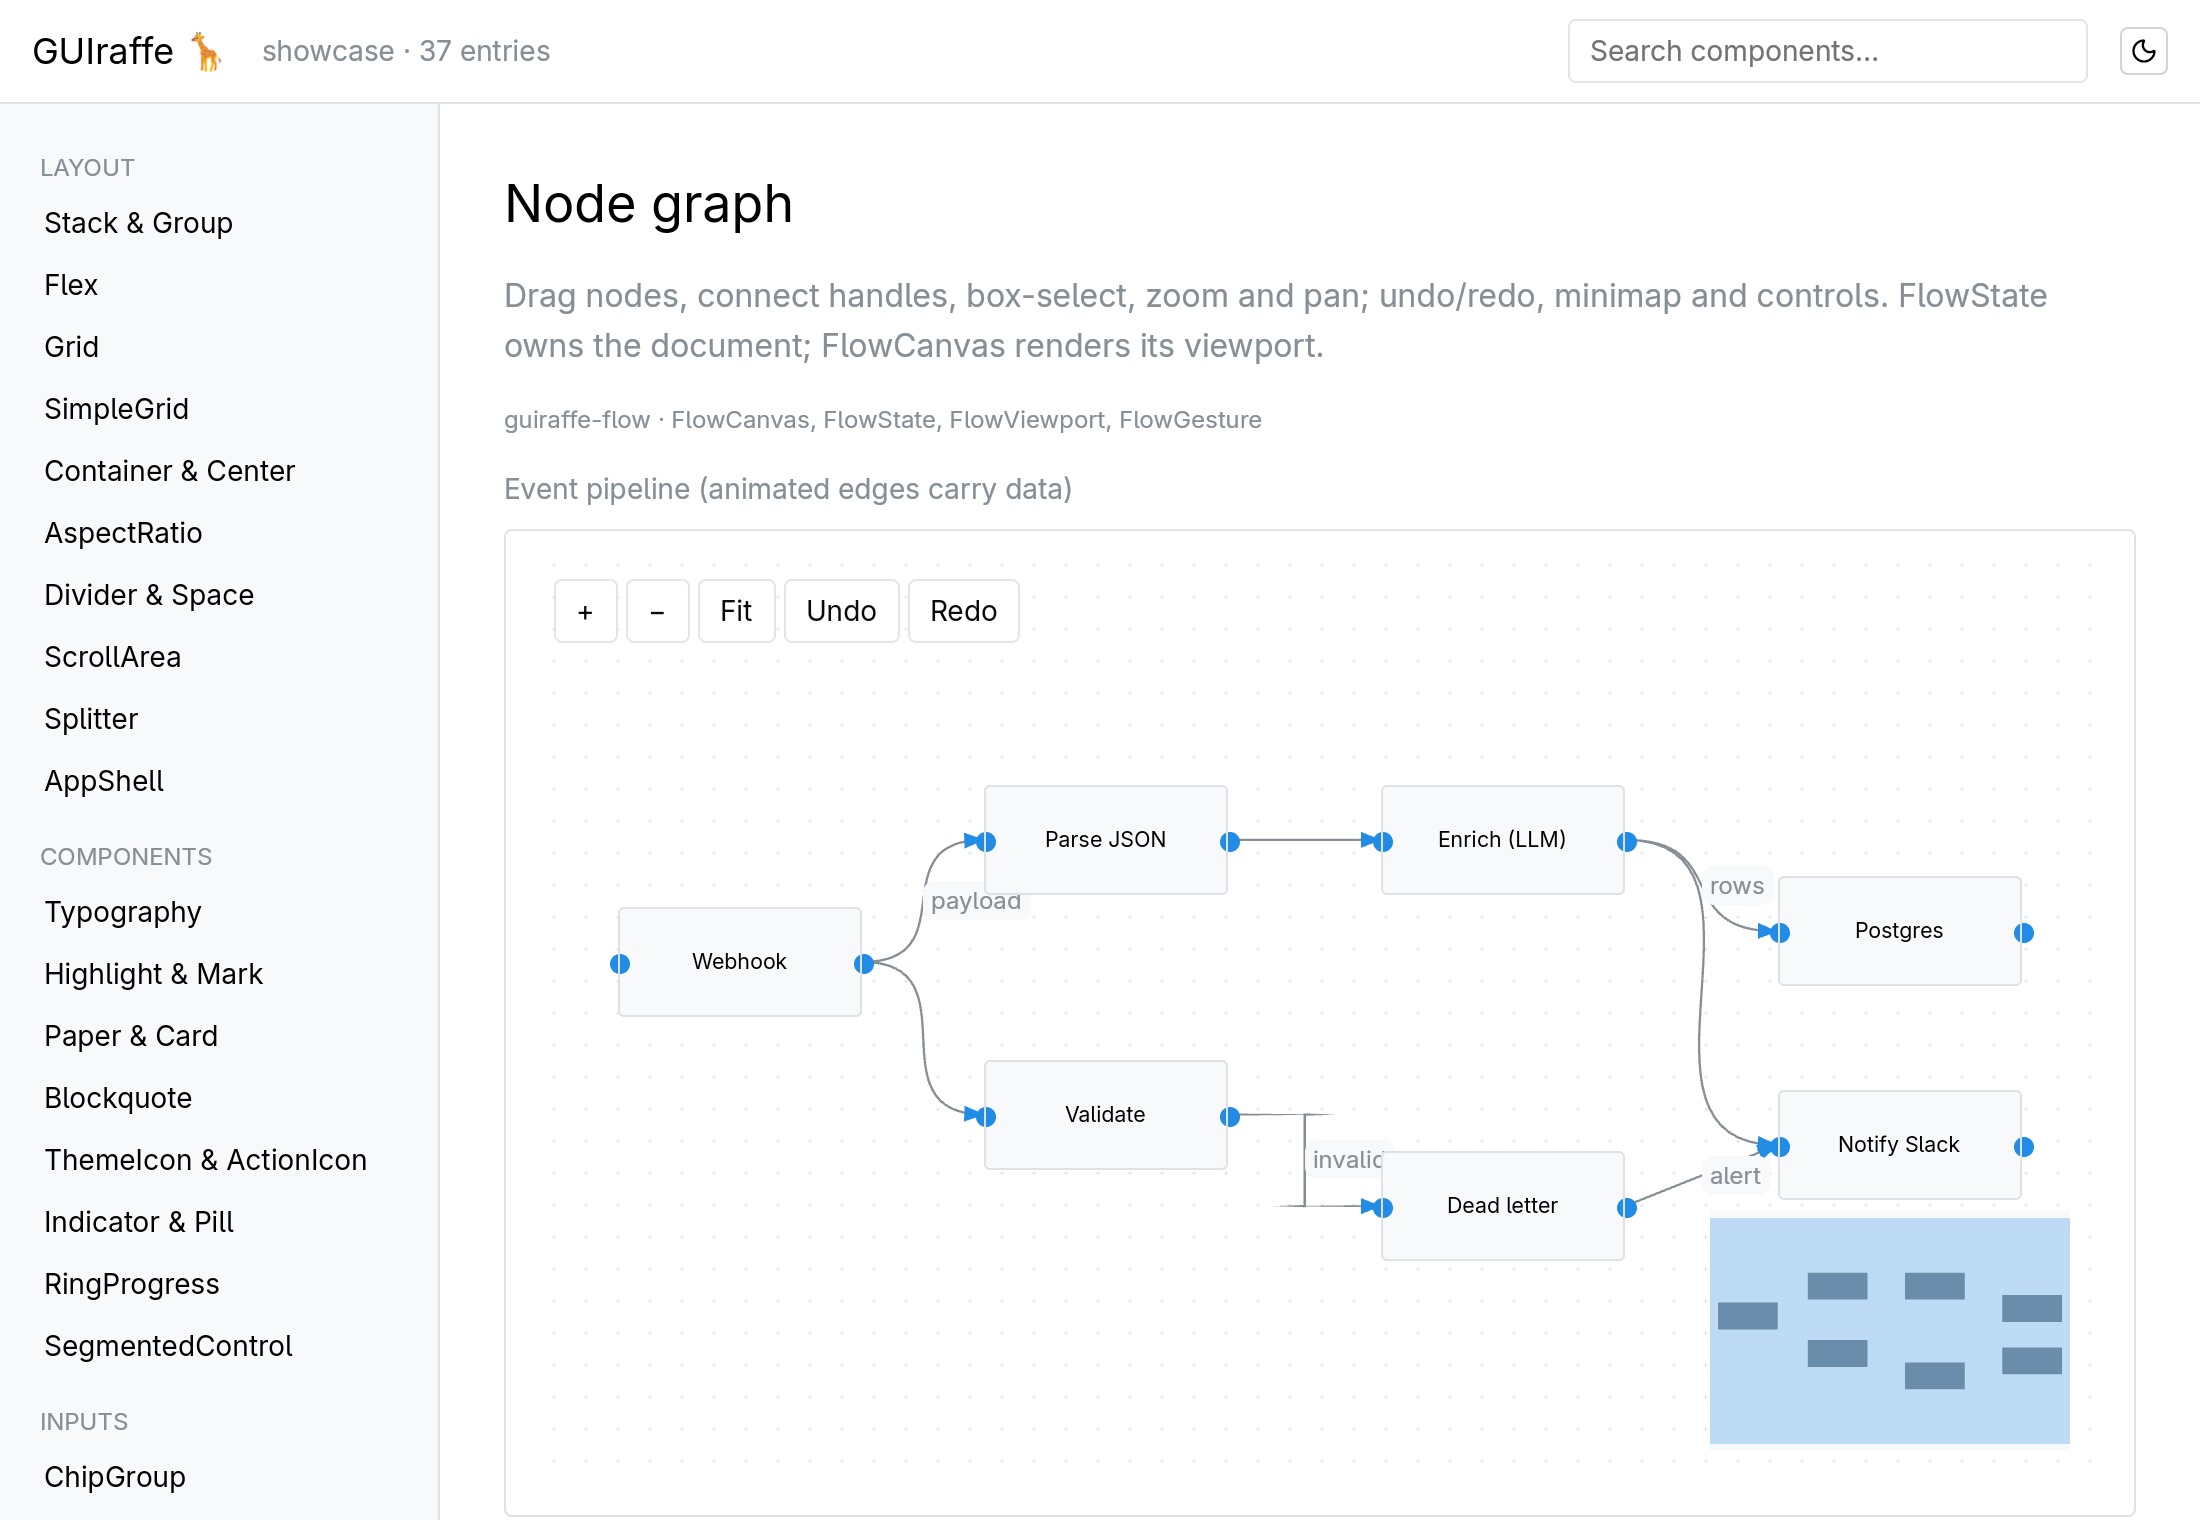 GUIraffe 🦒
showcase · 37 entries
Search components...
LAYOUT
Stack & Group
Flex
Grid
SimpleGrid
Container & Center
AspectRatio
Divider & Space
ScrollArea
Splitter
AppShell
COMPONENTS
Typography
Highlight & Mark
Paper & Card
Blockquote
ThemeIcon & ActionIcon
Indicator & Pill
RingProgress
SegmentedControl
INPUTS
ChipGroup
Node graph
Drag nodes, connect handles, box-select, zoom and pan; undo/redo, minimap and controls. FlowState
owns the document; FlowCanvas renders its viewport.
guiraffe-flow · FlowCanvas, FlowState, FlowViewport, FlowGesture
Event pipeline (animated edges carry data)
+
−
Fit
Undo
Redo
Parse JSON
Enrich (LLM)
rows
payload
Postgres
Webhook
Validate
Notify Slack
invalid
alert
Dead letter